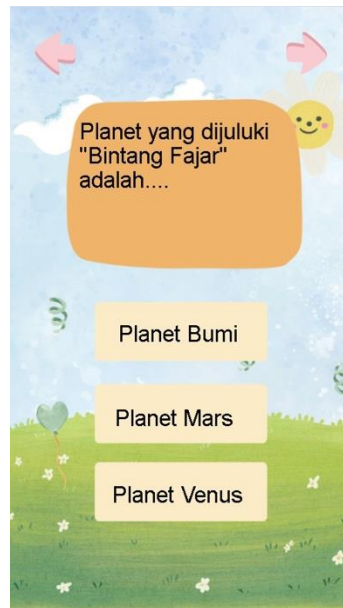 Planet yang dijuluki
"Bintang Fajar"
adalah....
Planet Bumi
Planet Mars
Planet Venus